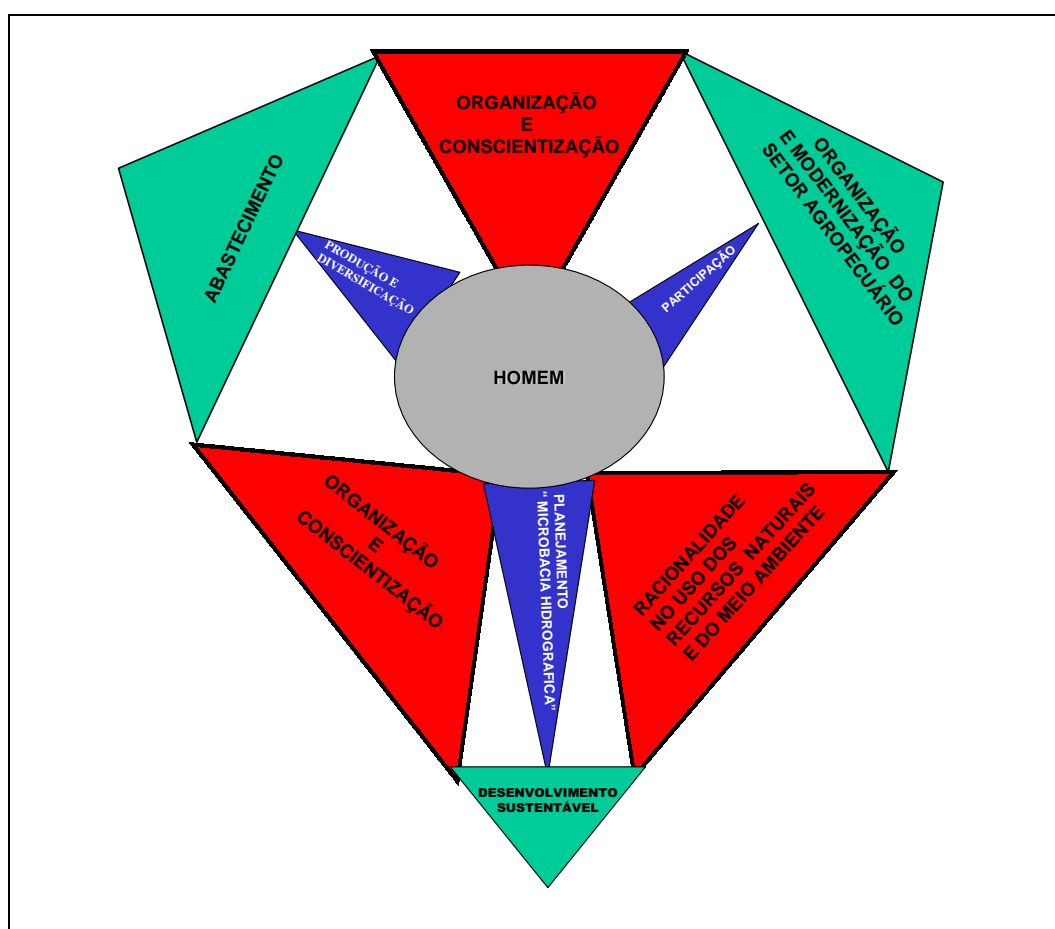 ORGANIZAÇÃO
E
CONSCIENTIZAÇÃO
ABASTECIMENTO
ORGANIZAÇÃO
E MODERNIZAÇÃO DO
SETOR AGROPECUÁRIO
PRODUÇÃO E
DIVERSIFICAÇÃO
PARTICIPAÇÃO
HOMEM
ORGANIZAÇÃO
E
CONSCIENTIZAÇÃO
PLANEJAMENTO
“ MICROBACIA HIDROGRAFICA”
RACIONALIDADE
NO USO DOS
RECURSOS NATURAIS
E DO MEIO AMBIENTE
DESENVOLVIMENTO
SUSTENTÁVEL